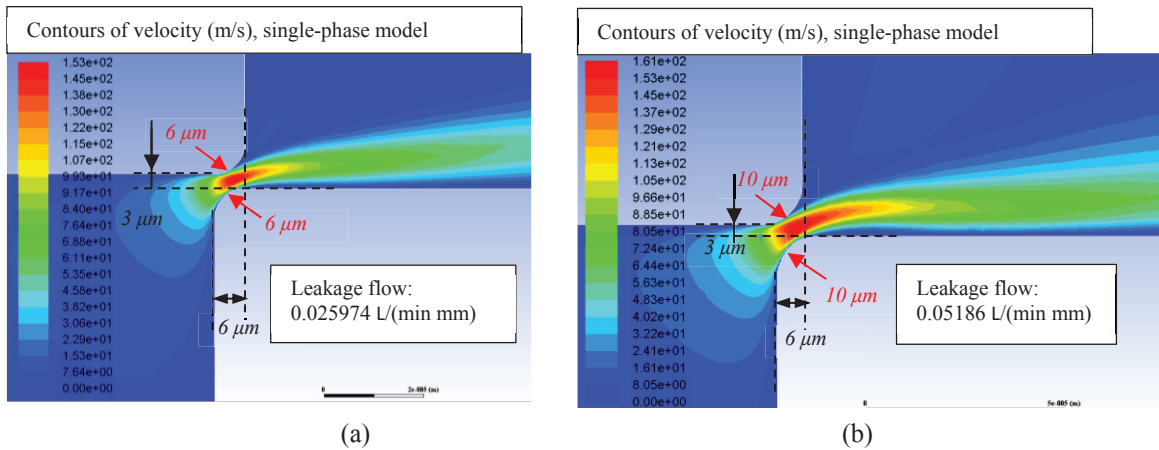 Contours of velocity (m/s), single-phase model
1.53e+02
1.45e+02
1.38e+02
1.30e+02
1.22e+02
1.15e+02
1.07e+02
9.93e+01
9.17e+01
8.40e+01
7.64e+01
6.88e+01
6.11e+01
5.35e+01
4.58e+01
3.82e+01
3.06e+01
2.29e+01
1.53e+01
7.64e+00
0.00e+00
6 μm
3 μm
6 μm
6 μm
Leakage flow:
0.025974 L/(min mm)
0 2e-005 (m)
(a)
Contours of velocity (m/s), single-phase model
1.61e+02
1.53e+02
1.45e+02
1.37e+02
1.29e+02
1.21e+02
1.13e+02
1.05e+02
9.66e+01
8.85e+01
8.05e+01
7.24e+01
6.44e+01
5.63e+01
4.83e+01
4.02e+01
3.22e+01
2.41e+01
1.61e+01
8.05e+00
0.00e+00
10 μm
3 μm
10 μm
6 μm
Leakage flow:
0.05186 L/(min mm)
0 5e-005 (m)
(b)